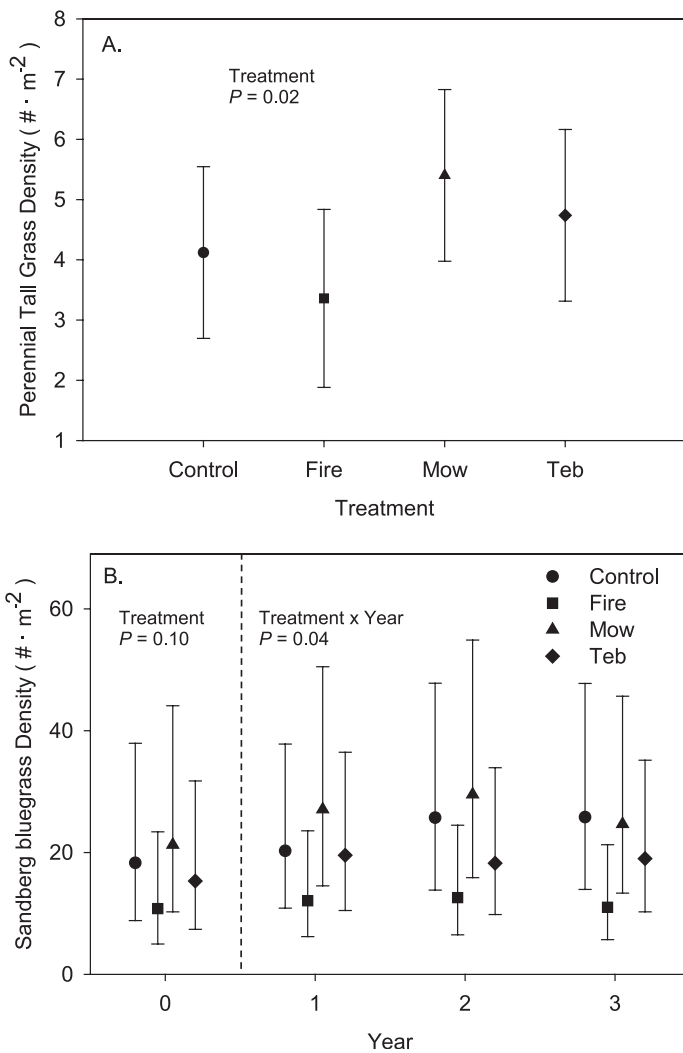 A.
Treatment
P = 0.02
Perennial Tall Grass Density ( # · m⁻² )
8
7
6
5
4
3
2
1
Control Fire Mow Teb
Treatment
B.
Control
Fire
Mow
Teb
Treatment
P = 0.10
Treatment x Year
P = 0.04
Sandberg bluegrass Density ( # · m⁻² )
60
40
20
0
0 1 2 3
Year